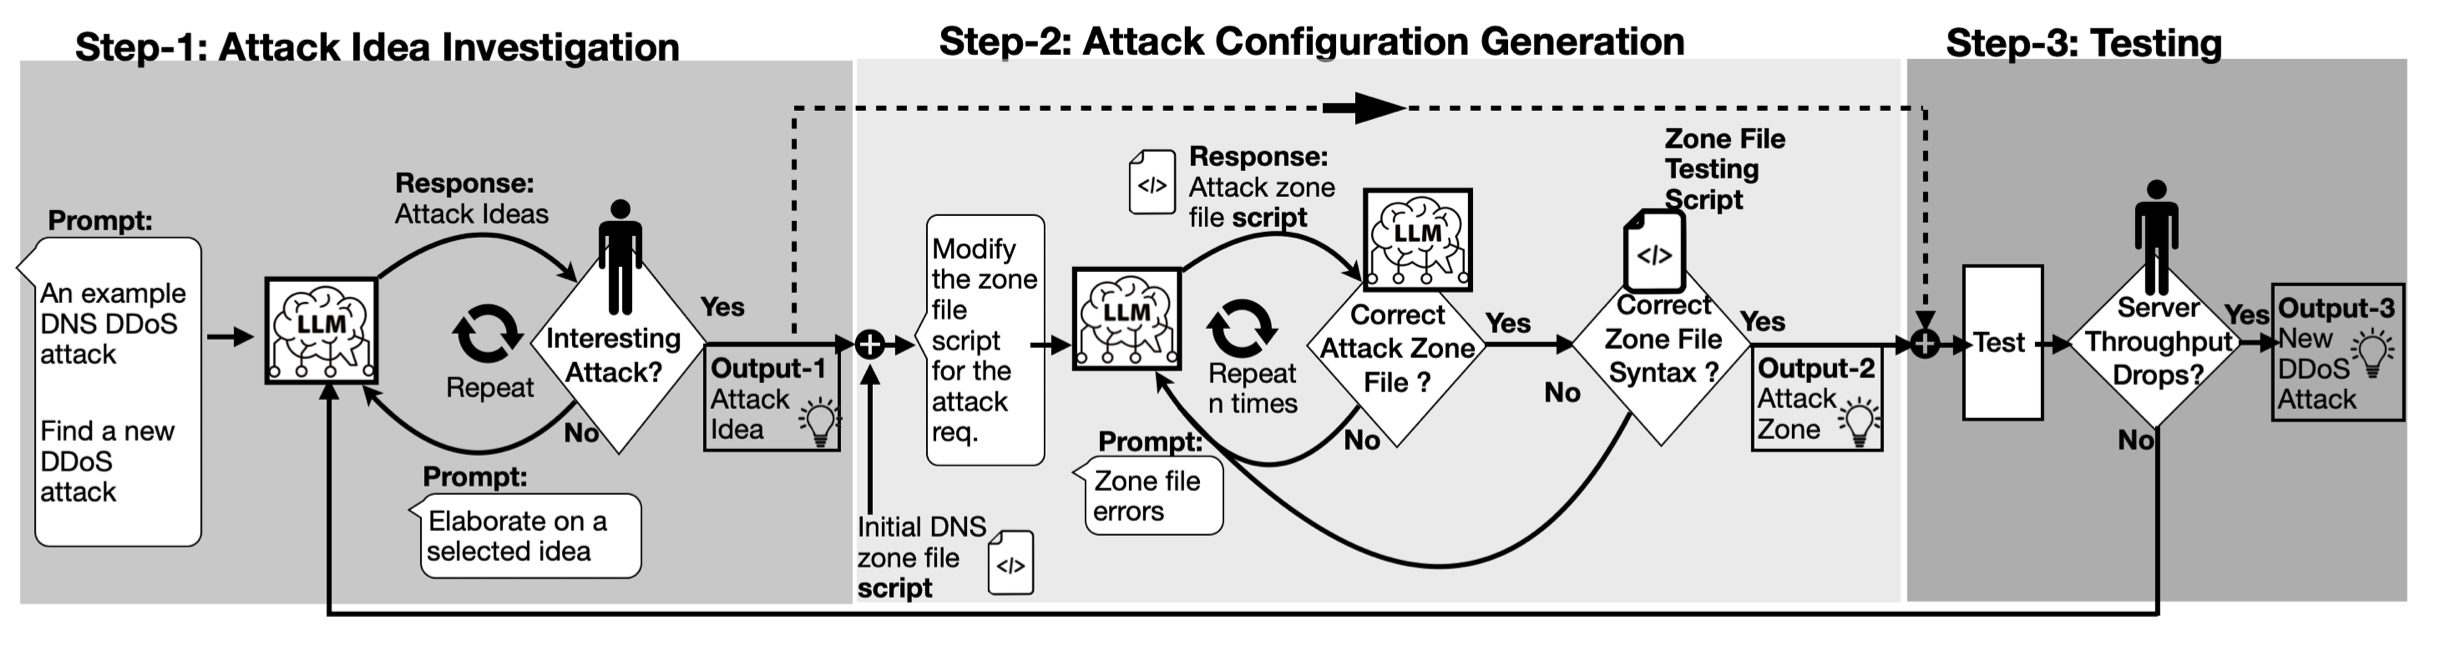 Step-1: Attack Idea Investigation
Prompt:
An example
DNS DDoS
attack
Find a new
DDoS
attack
LLM
Response:
Attack Ideas
Repeat
Interesting
Attack?
Yes
No
Prompt:
Elaborate on a
selected idea
Output-1
Attack
Idea
Step-2: Attack Configuration Generation
Initial DNS
zone file
script
</>
Modify
the zone
file
script
for the
attack
req.
LLM
</>
Response:
Attack zone
file script
Repeat
n times
LLM
Correct
Attack Zone
File ?
Yes
No
Prompt:
Zone file
errors
Zone File
Testing
Script
</>
Correct
Zone File
Syntax ?
Yes
No
Output-2
Attack
Zone
Step-3: Testing
Test
Server
Throughput
Drops?
Yes
No
Output-3
New
DDoS
Attack